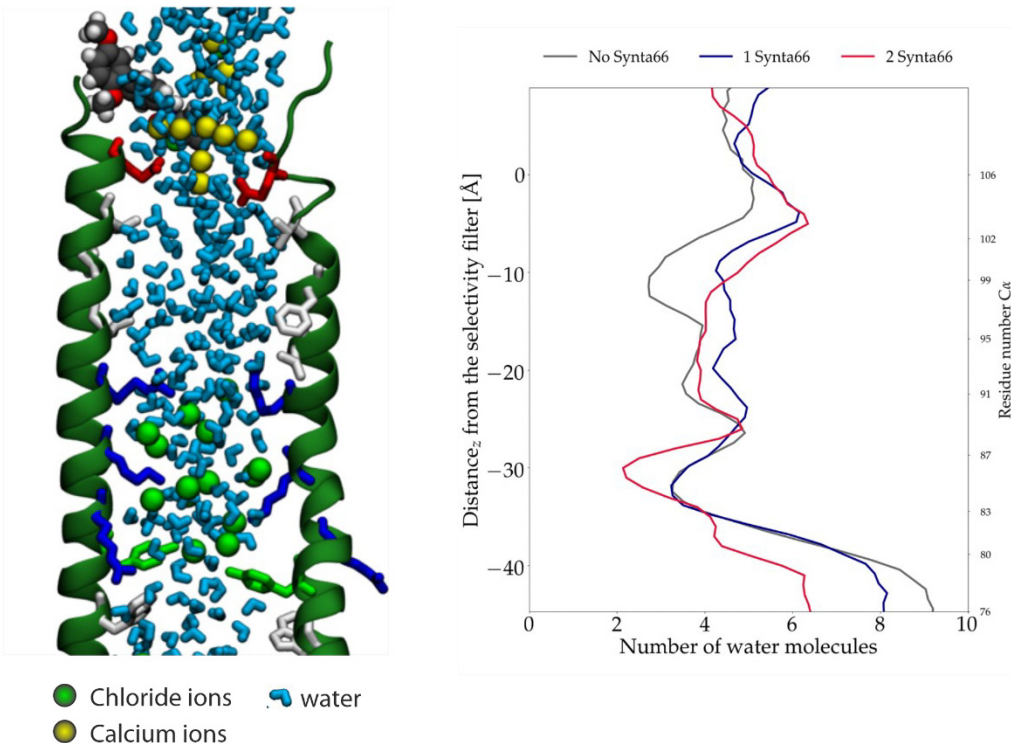 No Synta66 1 Synta66 2 Synta66
Distance_z from the selectivity filter [Å]
0
−10
−20
−30
−40
106
102
99
95
91
87
83
80
76
Residue number Cα
0 2 4 6 8 10
Number of water molecules
Chloride ions water
Calcium ions